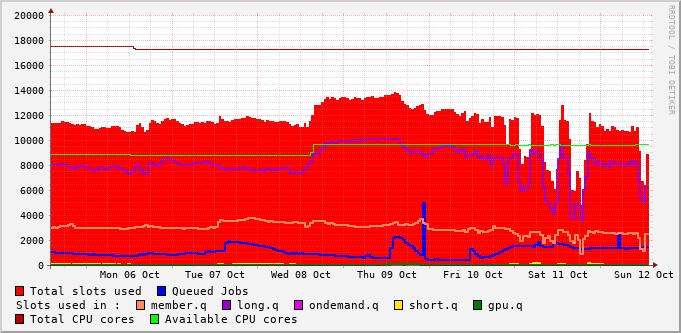 20000
18000
16000
14000
12000
10000
8000
6000
4000
2000
0
Mon 06 Oct Tue 07 Oct Wed 08 Oct Thu 09 Oct Fri 10 Oct Sat 11 Oct Sun 12 Oct
RRDTOOL / TOBI OETIKER
Total slots used Queued Jobs
Slots used in : member.q long.q ondemand.q short.q gpu.q
Total CPU cores Available CPU cores